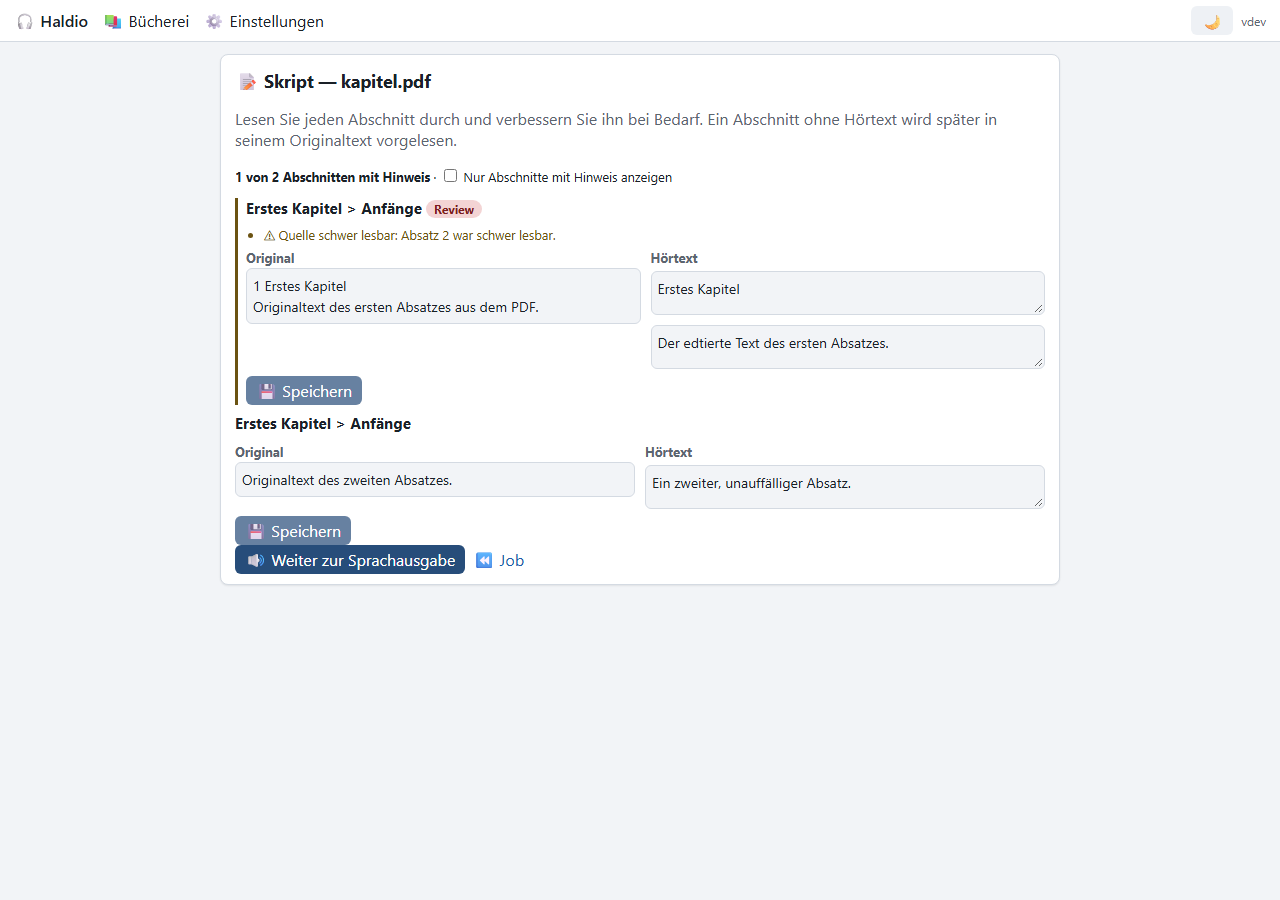 Haldio Bücherei Einstellungen vdev
Skript — kapitel.pdf
Lesen Sie jeden Abschnitt durch und verbessern Sie ihn bei Bedarf. Ein Abschnitt ohne Hörtext wird später in
seinem Originaltext vorgelesen.
1 von 2 Abschnitten mit Hinweis · Nur Abschnitte mit Hinweis anzeigen
Erstes Kapitel > Anfänge Review
• ⚠ Quelle schwer lesbar: Absatz 2 war schwer lesbar.
Original
1 Erstes Kapitel
Originaltext des ersten Absatzes aus dem PDF.
Hörtext
Erstes Kapitel
Der edtierte Text des ersten Absatzes.
Speichern
Erstes Kapitel > Anfänge
Original
Originaltext des zweiten Absatzes.
Hörtext
Ein zweiter, unauffälliger Absatz.
Speichern
Weiter zur Sprachausgabe Job